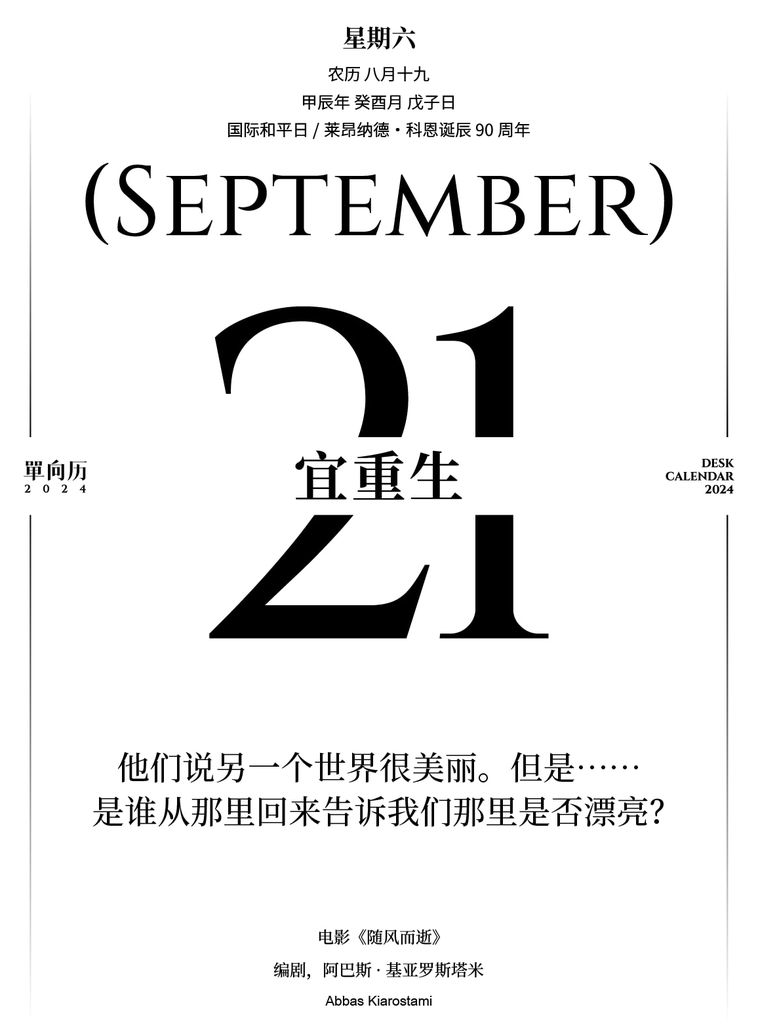 星期六
农历 八月十九
甲辰年 癸酉月 戊子日
国际和平日 / 莱昂纳德·科恩诞辰 90 周年
(SEPTEMBER)
21
單向历
2024
宜重生
DESK
CALENDAR
2024
他们说另一个世界很美丽。但是……
是谁从那里回来告诉我们那里是否漂亮？
电影《随风而逝》
编剧，阿巴斯·基亚罗斯塔米
Abbas Kiarostami